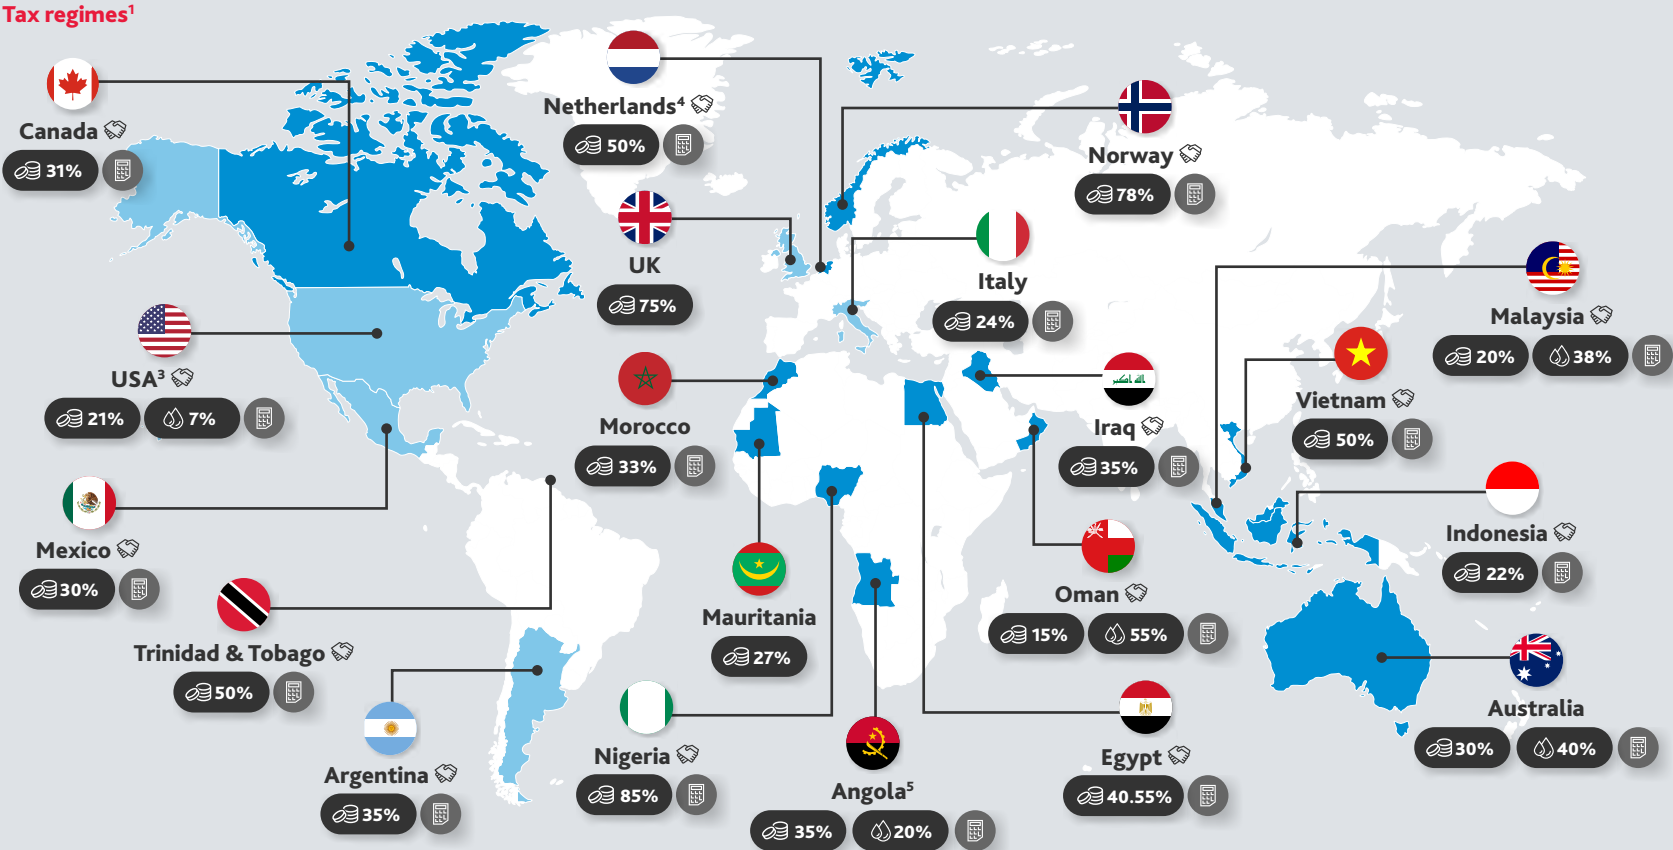 Tax regimes¹
Canada
31%
Netherlands⁴
50%
Norway
78%
UK
75%
Italy
24%
Malaysia
20%
38%
USA³
21%
7%
Morocco
33%
Iraq
35%
Vietnam
50%
Mexico
30%
Indonesia
22%
Oman
15%
55%
Mauritania
27%
Trinidad & Tobago
50%
Australia
30%
40%
Argentina
35%
Nigeria
85%
Angola⁵
35%
20%
Egypt
40.55%